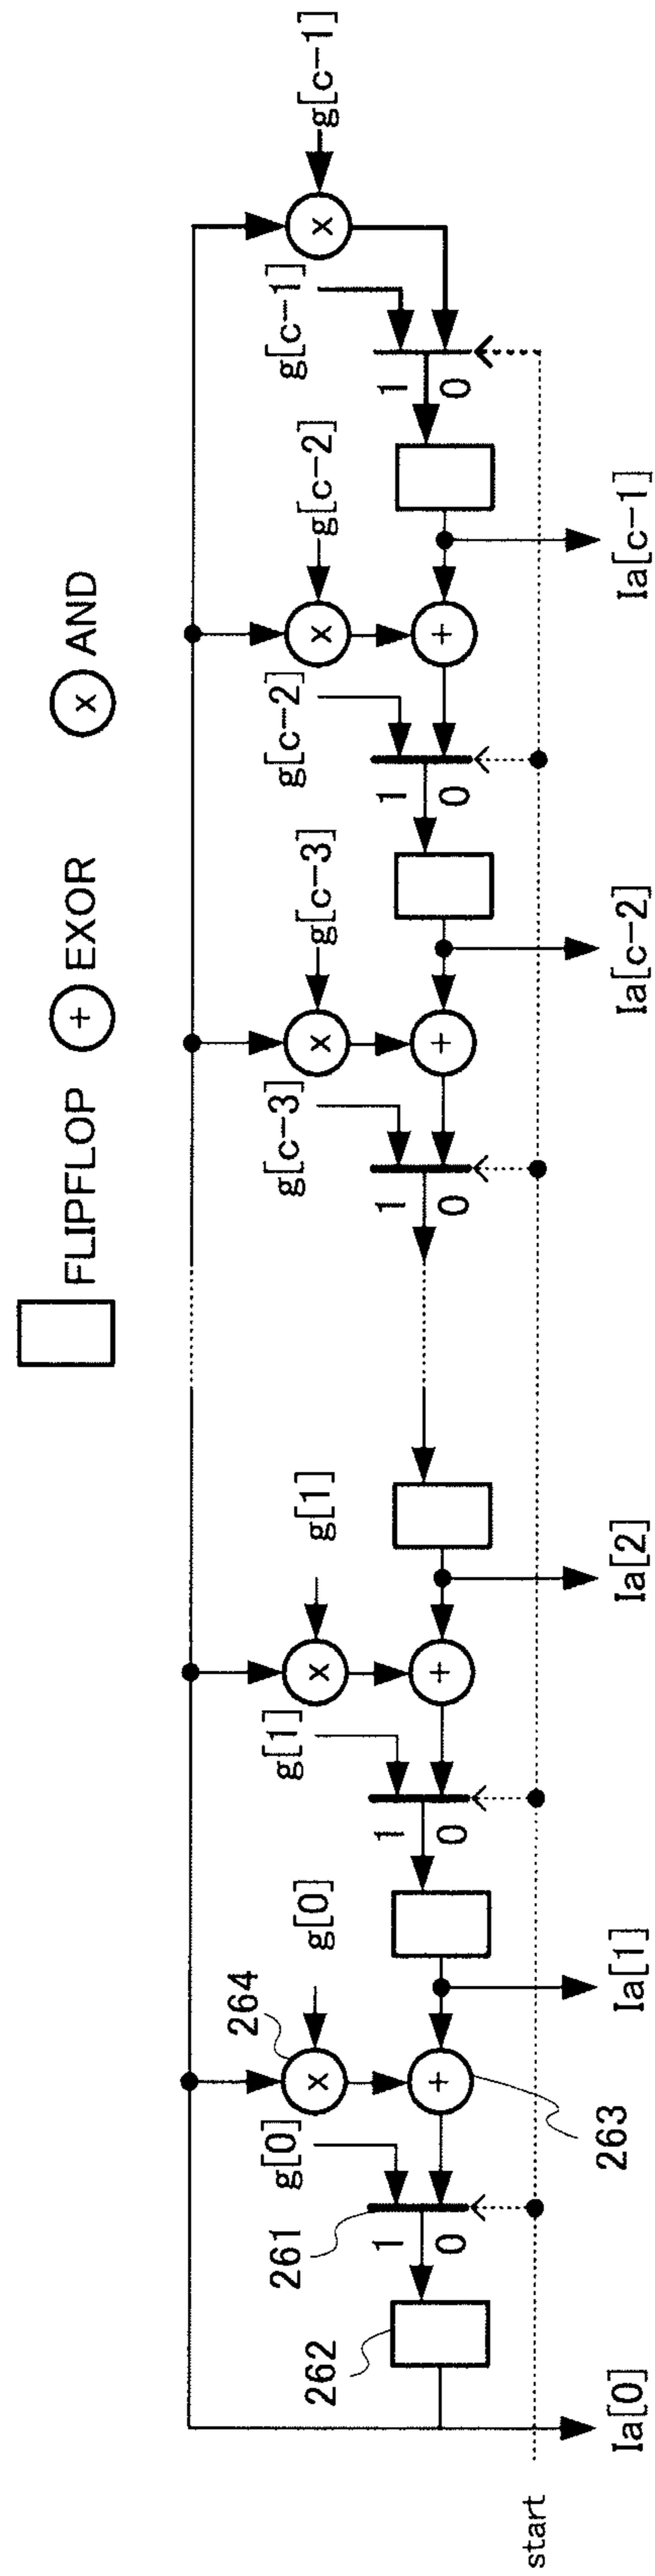 FLIPFLOP + EXOR x AND
x g[c-1]
g[c-1]
1
0
x g[c-2]
+
g[c-2]
1
0
x g[c-3]
+
g[c-3]
1
0
x g[1]
+
g[1]
1
0
264
x g[0]
+
263
g[0]
261
1
0
262
start
Ia[0]
Ia[1]
Ia[2]
Ia[c-2]
Ia[c-1]